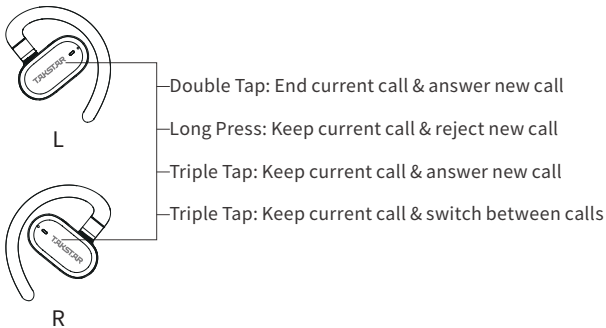 TAKSTAR
Double Tap: End current call & answer new call
L
Long Press: Keep current call & reject new call
Triple Tap: Keep current call & answer new call
Triple Tap: Keep current call & switch between calls
TAKSTAR
R